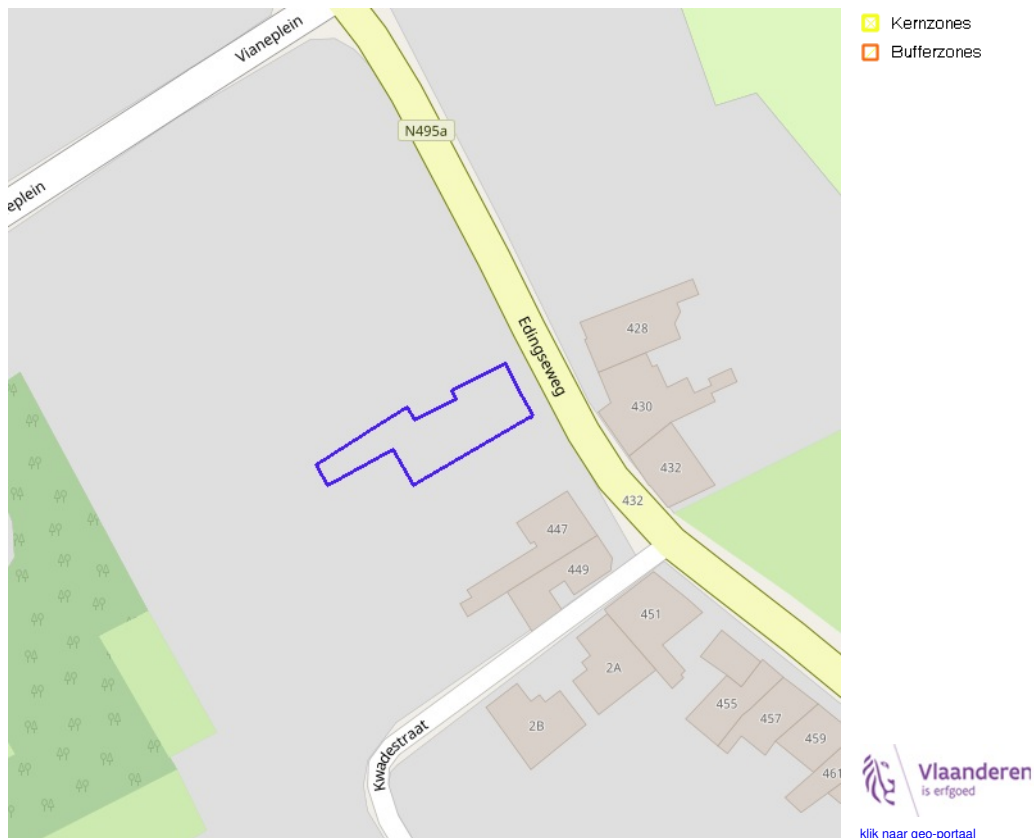 Vianeplein
eplein
N495a
Edingseweg
428
430
432
432
447
449
451
2A
2B
455
457
459
461
Kwadestraat
Kernzones
Bufferzones
Vlaanderen
is erfgoed
klik naar geo-portaal